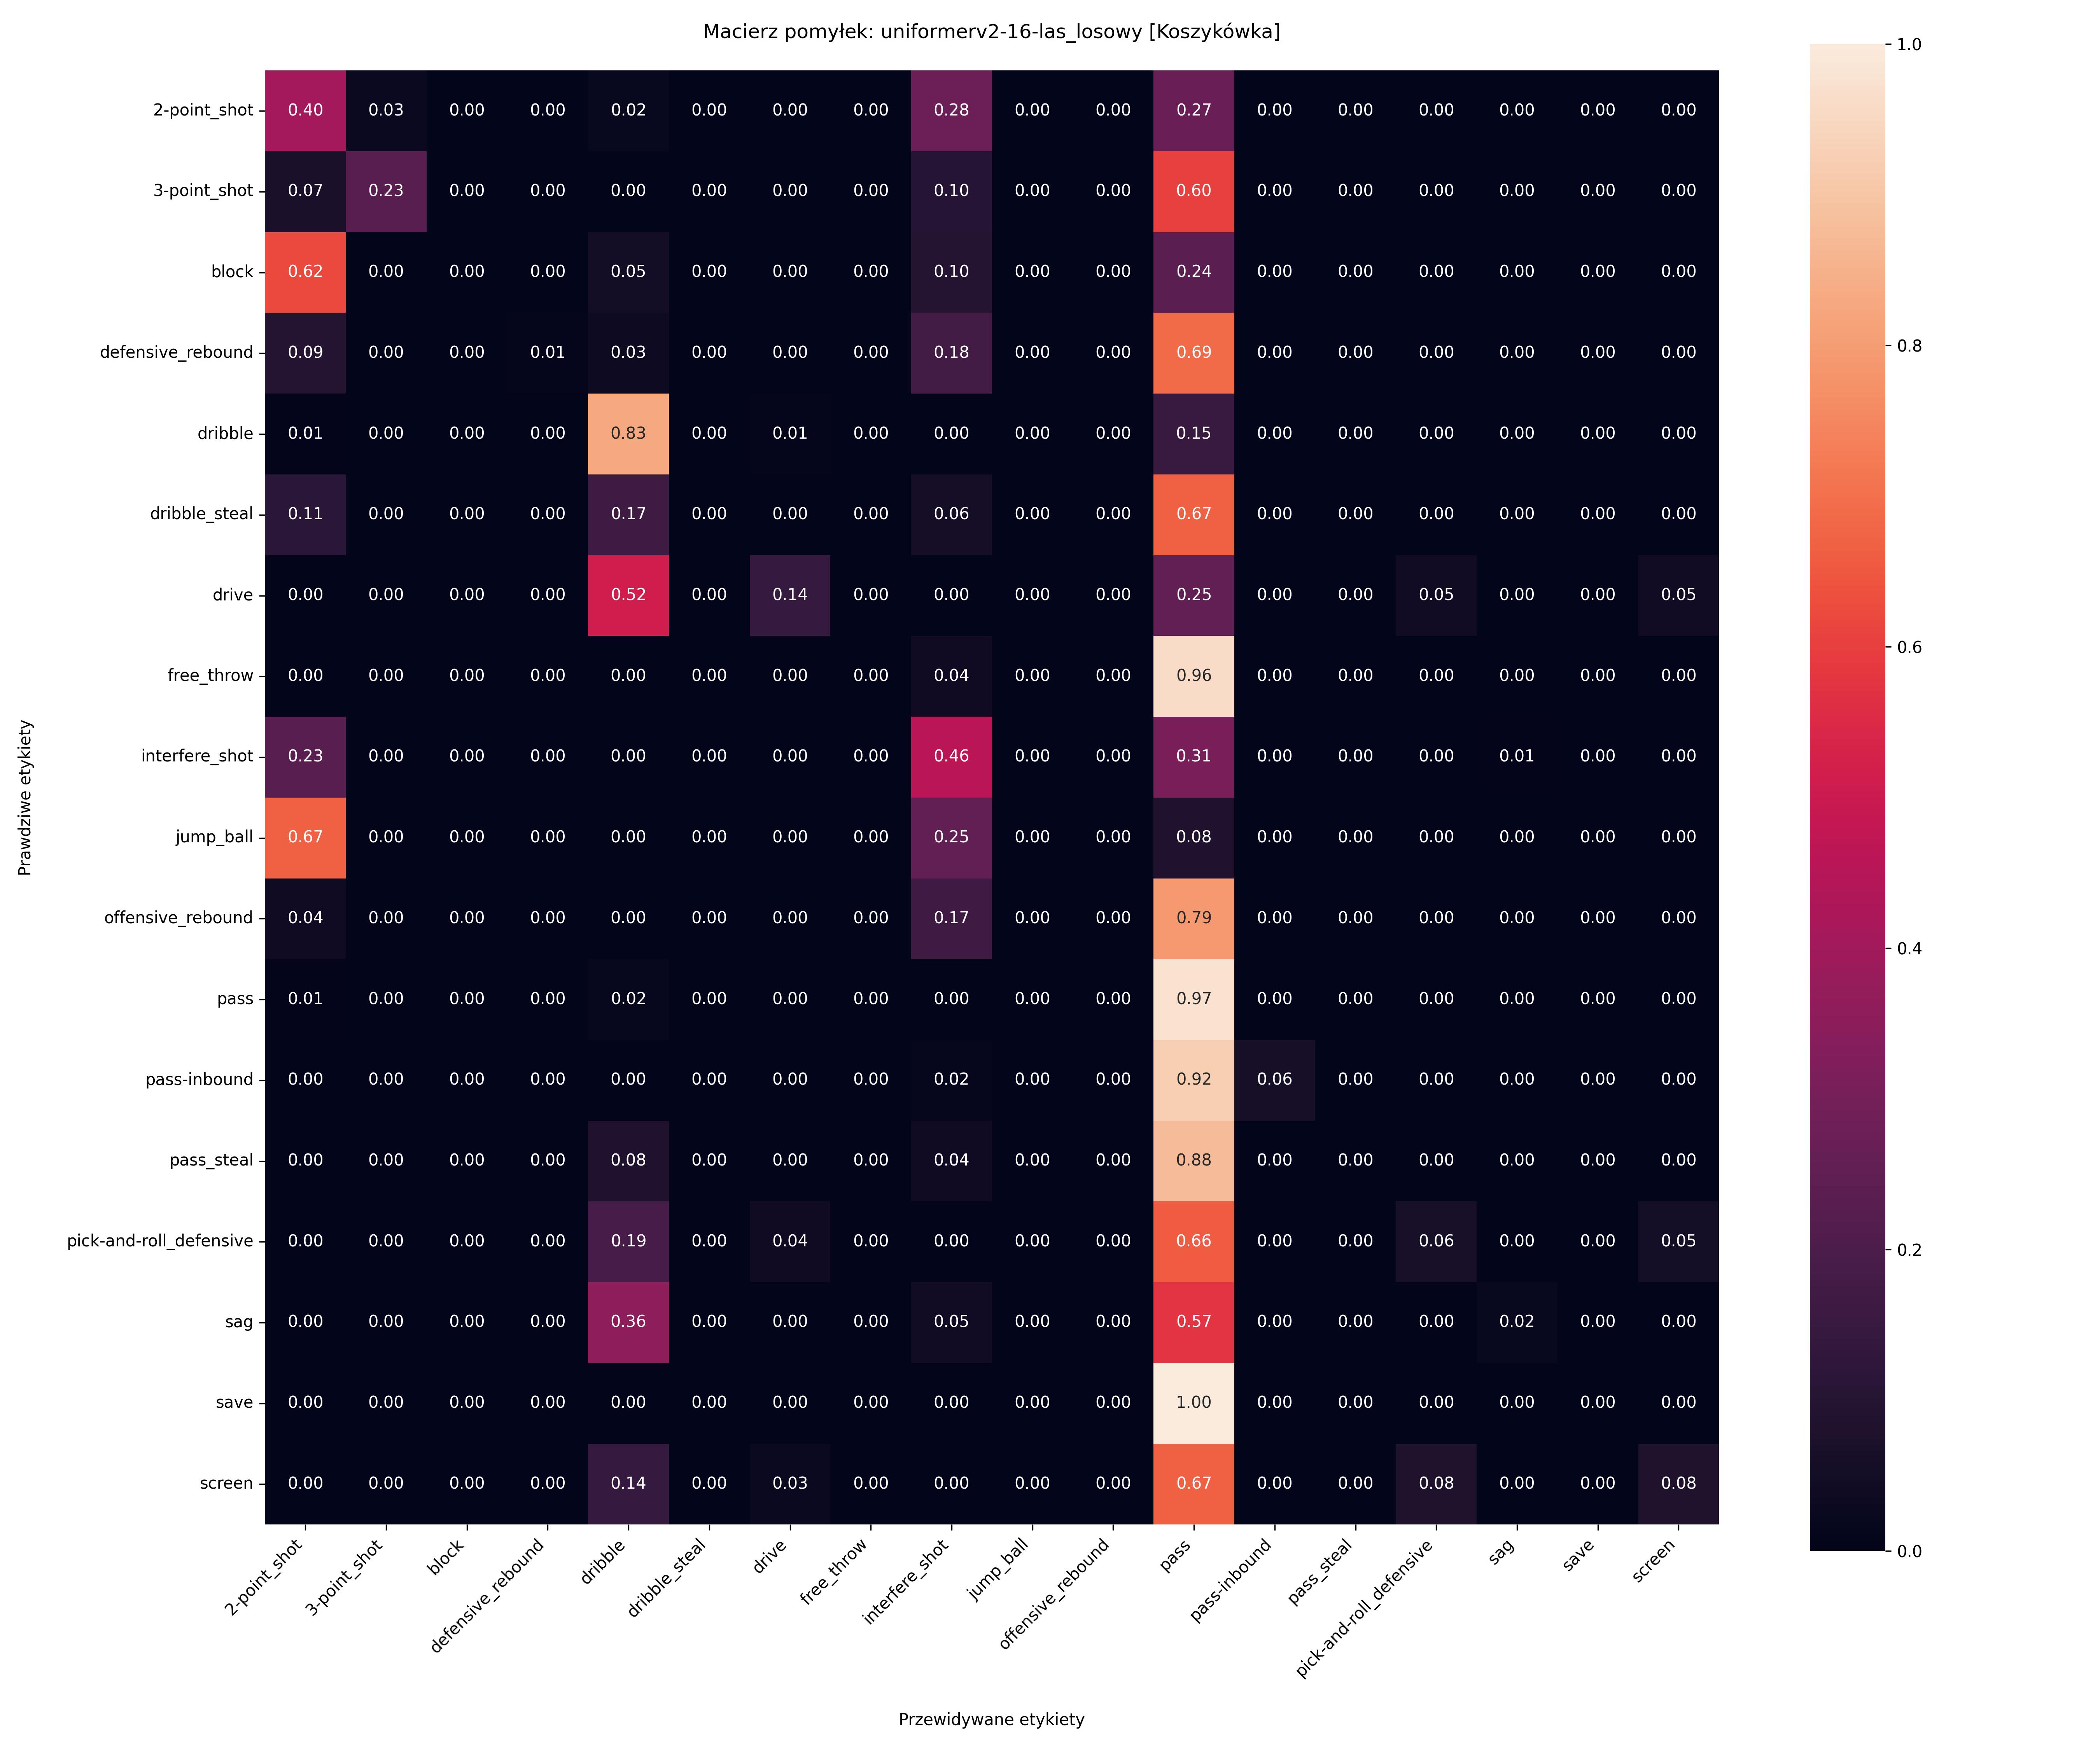 Macierz pomyłek: uniformerv2-16-las_losowy [Koszykówka]
1.0
0.8
0.6
0.4
0.2
0.0
Prawdziwe etykiety
2-point_shot 0.40 0.03 0.00 0.00 0.02 0.00 0.00 0.00 0.28 0.00 0.00 0.27 0.00 0.00 0.00 0.00 0.00 0.00
3-point_shot 0.07 0.23 0.00 0.00 0.00 0.00 0.00 0.00 0.10 0.00 0.00 0.60 0.00 0.00 0.00 0.00 0.00 0.00
block 0.62 0.00 0.00 0.00 0.05 0.00 0.00 0.00 0.10 0.00 0.00 0.24 0.00 0.00 0.00 0.00 0.00 0.00
defensive_rebound 0.09 0.00 0.00 0.01 0.03 0.00 0.00 0.00 0.18 0.00 0.00 0.69 0.00 0.00 0.00 0.00 0.00 0.00
dribble 0.01 0.00 0.00 0.00 0.83 0.00 0.01 0.00 0.00 0.00 0.00 0.15 0.00 0.00 0.00 0.00 0.00 0.00
dribble_steal 0.11 0.00 0.00 0.00 0.17 0.00 0.00 0.00 0.06 0.00 0.00 0.67 0.00 0.00 0.00 0.00 0.00 0.00
drive 0.00 0.00 0.00 0.00 0.52 0.00 0.14 0.00 0.00 0.00 0.00 0.25 0.00 0.00 0.05 0.00 0.00 0.05
free_throw 0.00 0.00 0.00 0.00 0.00 0.00 0.00 0.00 0.04 0.00 0.00 0.96 0.00 0.00 0.00 0.00 0.00 0.00
interfere_shot 0.23 0.00 0.00 0.00 0.00 0.00 0.00 0.00 0.46 0.00 0.00 0.31 0.00 0.00 0.00 0.01 0.00 0.00
jump_ball 0.67 0.00 0.00 0.00 0.00 0.00 0.00 0.00 0.25 0.00 0.00 0.08 0.00 0.00 0.00 0.00 0.00 0.00
offensive_rebound 0.04 0.00 0.00 0.00 0.00 0.00 0.00 0.00 0.17 0.00 0.00 0.79 0.00 0.00 0.00 0.00 0.00 0.00
pass 0.01 0.00 0.00 0.00 0.02 0.00 0.00 0.00 0.00 0.00 0.00 0.97 0.00 0.00 0.00 0.00 0.00 0.00
pass-inbound 0.00 0.00 0.00 0.00 0.00 0.00 0.00 0.00 0.02 0.00 0.00 0.92 0.06 0.00 0.00 0.00 0.00 0.00
pass_steal 0.00 0.00 0.00 0.00 0.08 0.00 0.00 0.00 0.04 0.00 0.00 0.88 0.00 0.00 0.00 0.00 0.00 0.00
pick-and-roll_defensive 0.00 0.00 0.00 0.00 0.19 0.00 0.04 0.00 0.00 0.00 0.00 0.66 0.00 0.00 0.06 0.00 0.00 0.05
sag 0.00 0.00 0.00 0.00 0.36 0.00 0.00 0.00 0.05 0.00 0.00 0.57 0.00 0.00 0.00 0.02 0.00 0.00
save 0.00 0.00 0.00 0.00 0.00 0.00 0.00 0.00 0.00 0.00 0.00 1.00 0.00 0.00 0.00 0.00 0.00 0.00
screen 0.00 0.00 0.00 0.00 0.14 0.00 0.03 0.00 0.00 0.00 0.00 0.67 0.00 0.00 0.08 0.00 0.00 0.08
2-point_shot
3-point_shot
block
defensive_rebound
dribble
dribble_steal
drive
free_throw
interfere_shot
jump_ball
offensive_rebound
pass
pass-inbound
pass_steal
pick-and-roll_defensive
sag
save
screen
Przewidywane etykiety